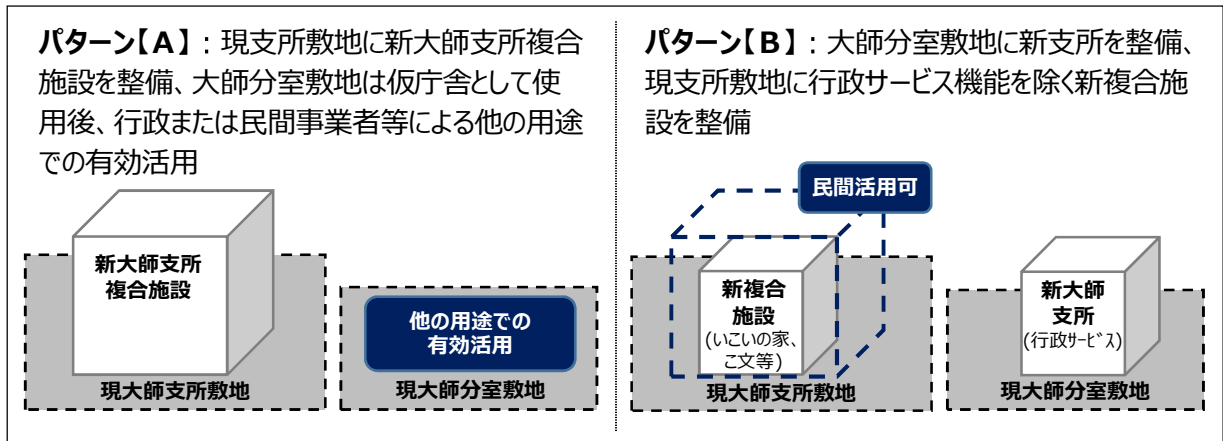 パターン【A】：現支所敷地に新大師支所複合
施設を整備、大師分室敷地は仮庁舎として使
用後、行政または民間事業者等による他の用途
での有効活用
新大師支所
複合施設
現大師支所敷地
他の用途での
有効活用
現大師分室敷地
パターン【B】：大師分室敷地に新支所を整備、
現支所敷地に行政サービス機能を除く新複合施
設を整備
民間活用可
新複合
施設
(いこいの家、
こ文等)
現大師支所敷地
新大師
支所
(行政ｻｰﾋﾞｽ)
現大師分室敷地